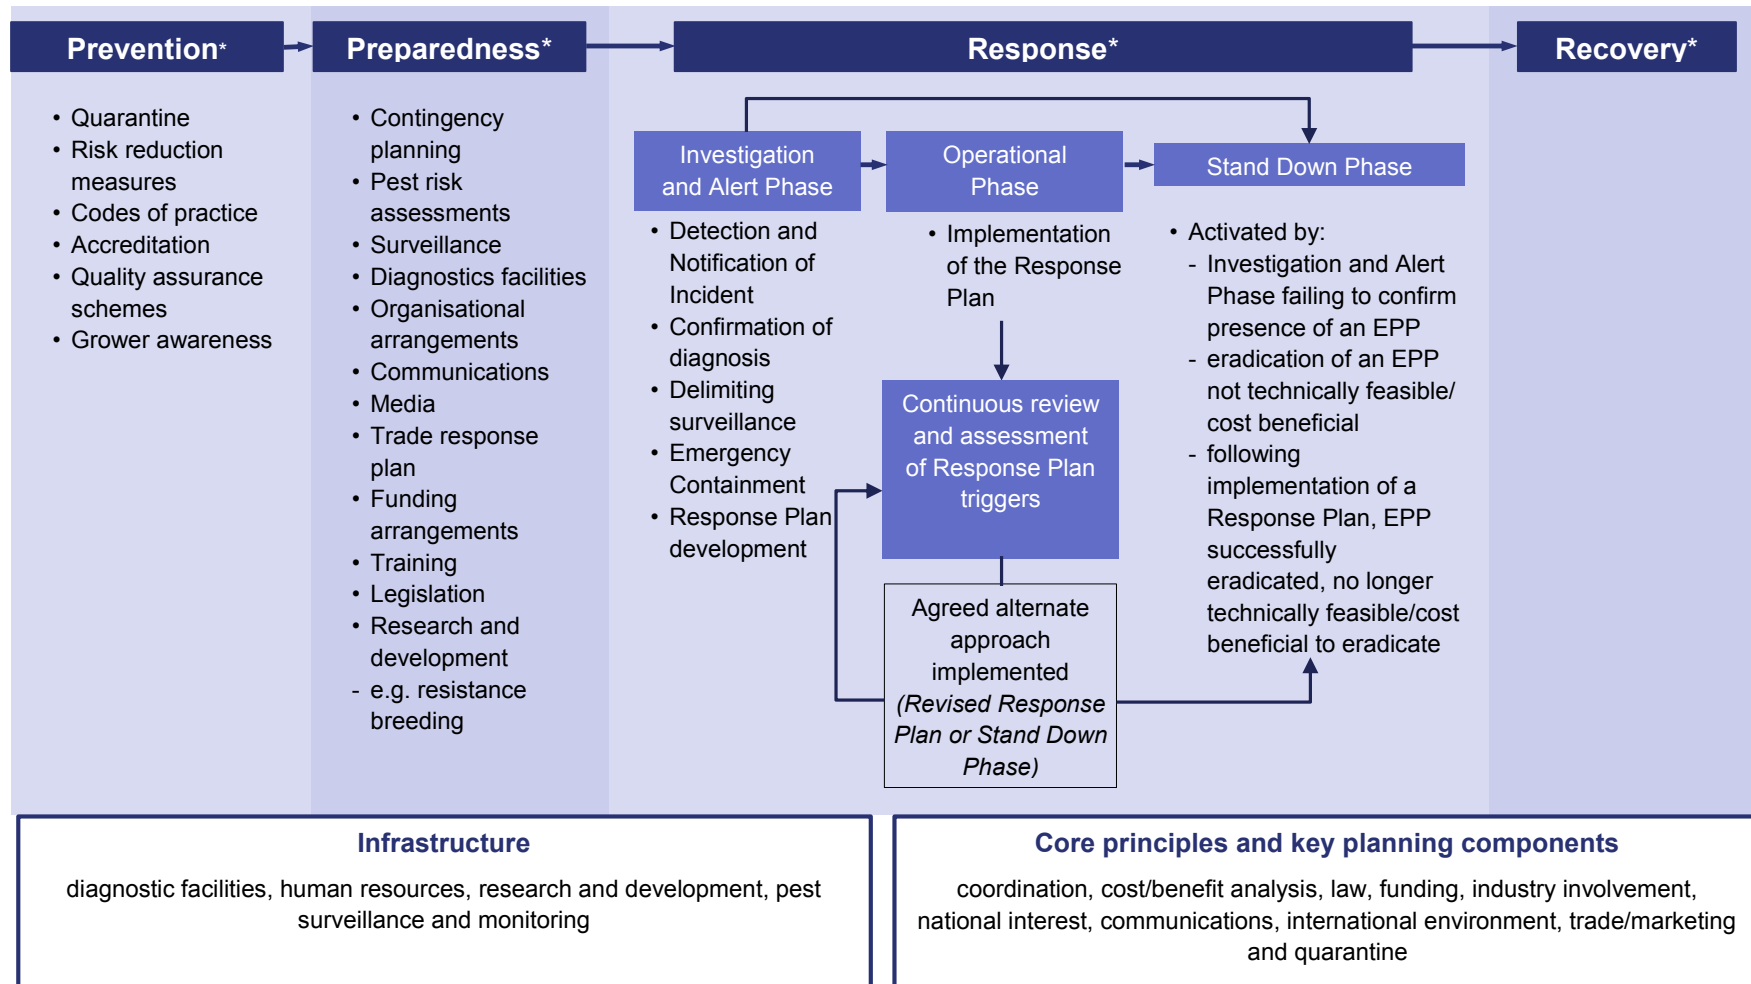 Prevention*
Preparedness*
Response*
Recovery*
• Quarantine
• Risk reduction
measures
• Codes of practice
• Accreditation
• Quality assurance
schemes
• Grower awareness
• Contingency
planning
• Pest risk
assessments
• Surveillance
• Diagnostics facilities
• Organisational
arrangements
• Communications
• Media
• Trade response
plan
• Funding
arrangements
• Training
• Legislation
• Research and
development
- e.g. resistance
breeding
Investigation
and Alert Phase
• Detection and
Notification of
Incident
• Confirmation of
diagnosis
• Delimiting
surveillance
• Emergency
Containment
• Response Plan
development
Operational
Phase
• Implementation
of the Response
Plan
Continuous review
and assessment
of Response Plan
triggers
Agreed alternate
approach
implemented
(Revised Response
Plan or Stand Down
Phase)
Stand Down Phase
• Activated by:
- Investigation and Alert
Phase failing to confirm
presence of an EPP
- eradication of an EPP
not technically feasible/
cost beneficial
- following
implementation of a
Response Plan, EPP
successfully
eradicated, no longer
technically feasible/cost
beneficial to eradicate
Infrastructure
diagnostic facilities, human resources, research and development, pest
surveillance and monitoring
Core principles and key planning components
coordination, cost/benefit analysis, law, funding, industry involvement,
national interest, communications, international environment, trade/marketing
and quarantine